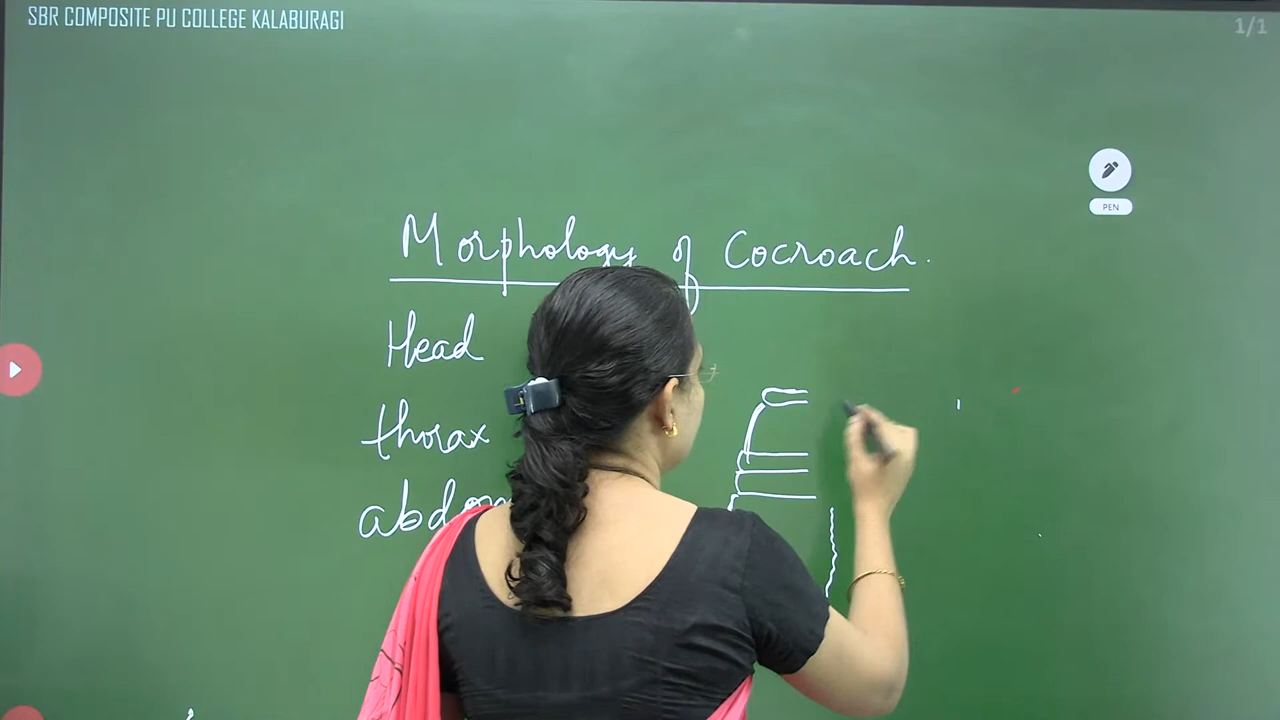 SBR COMPOSITE PU COLLEGE KALABURAGI
1/1
PEN
Morphology of Cocroach.
Head
thorax